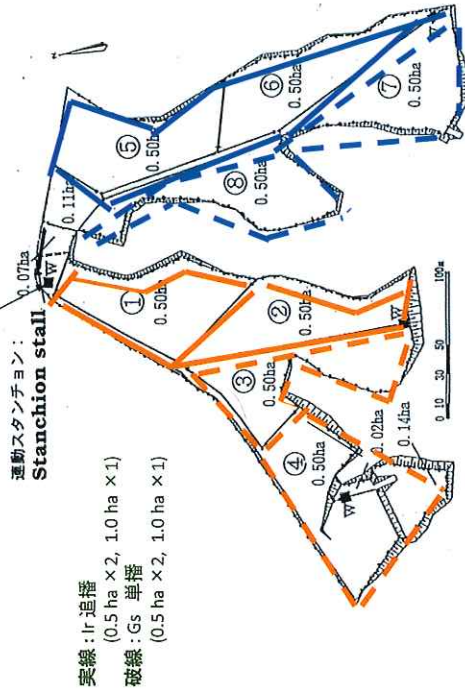 連動スタンチョン：
Stanchion stall
実線：Ir 追播
(0.5 ha ×2, 1.0 ha ×1)
破線：Gs 単播
(0.5 ha ×2, 1.0 ha ×1)
0.07ha
W
0.11ha
①
0.50ha
②
0.50ha
W
③
0.50ha
④
0.50ha
W
0.02ha
0.14ha
⑤
0.50ha
⑥
0.50ha
⑦
0.50ha
W
⑧
0.50ha
0 10 50 100m